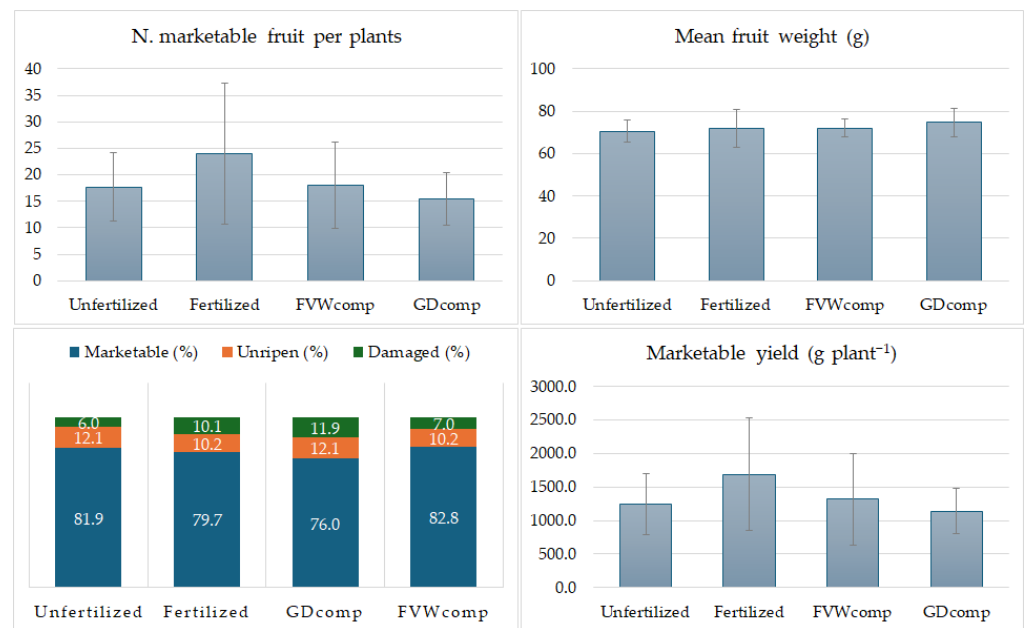 N. marketable fruit per plants
40
35
30
25
20
15
10
5
0
Unfertilized Fertilized FVWcomp GDcomp
Mean fruit weight (g)
100
80
60
40
20
0
Unfertilized Fertilized FVWcomp GDcomp
Marketable (%) Unripen (%) Damaged (%)
6.0 10.1 11.9 7.0
12.1 10.2 12.1 10.2
81.9 79.7 76.0 82.8
Unfertilized Fertilized GDcomp FVWcomp
Marketable yield (g plant⁻¹)
3000.0
2500.0
2000.0
1500.0
1000.0
500.0
0.0
Unfertilized Fertilized FVWcomp GDcomp